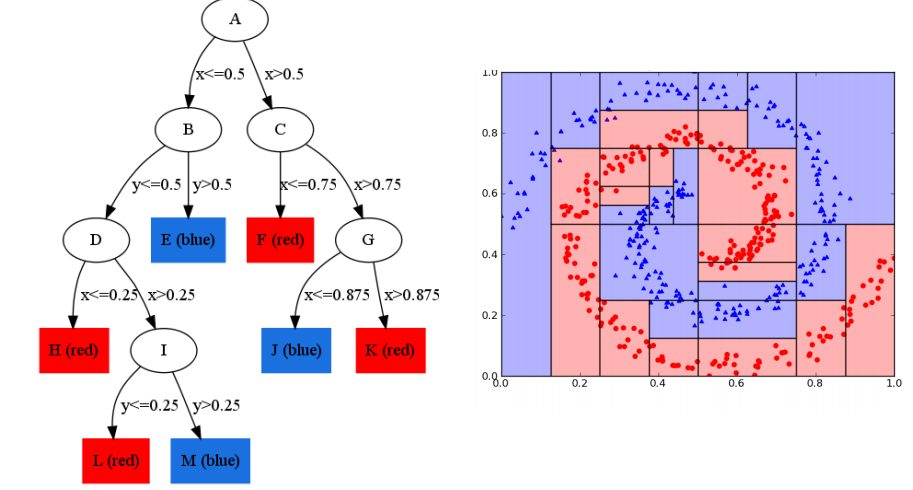 A
x<=0.5
x>0.5
B
C
y<=0.5
y>0.5
x<=0.75
x>0.75
D
E (blue)
F (red)
G
x<=0.25
x>0.25
x<=0.875
x>0.875
H (red)
I
J (blue)
K (red)
y<=0.25
y>0.25
L (red)
M (blue)
1.0
0.8
0.6
0.4
0.2
0.0
0.0
0.2
0.4
0.6
0.8
1.0